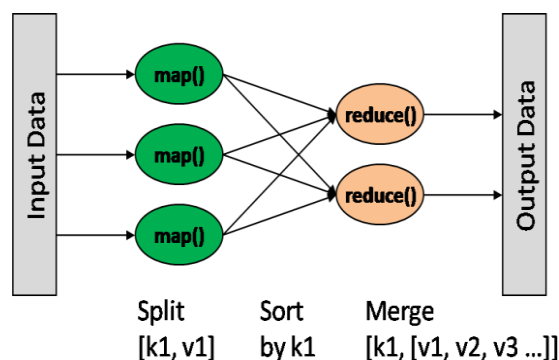 Input Data
map()
map()
map()
reduce()
reduce()
Output Data
Split
[k1, v1]
Sort
by k1
Merge
[k1, [v1, v2, v3 ...]]